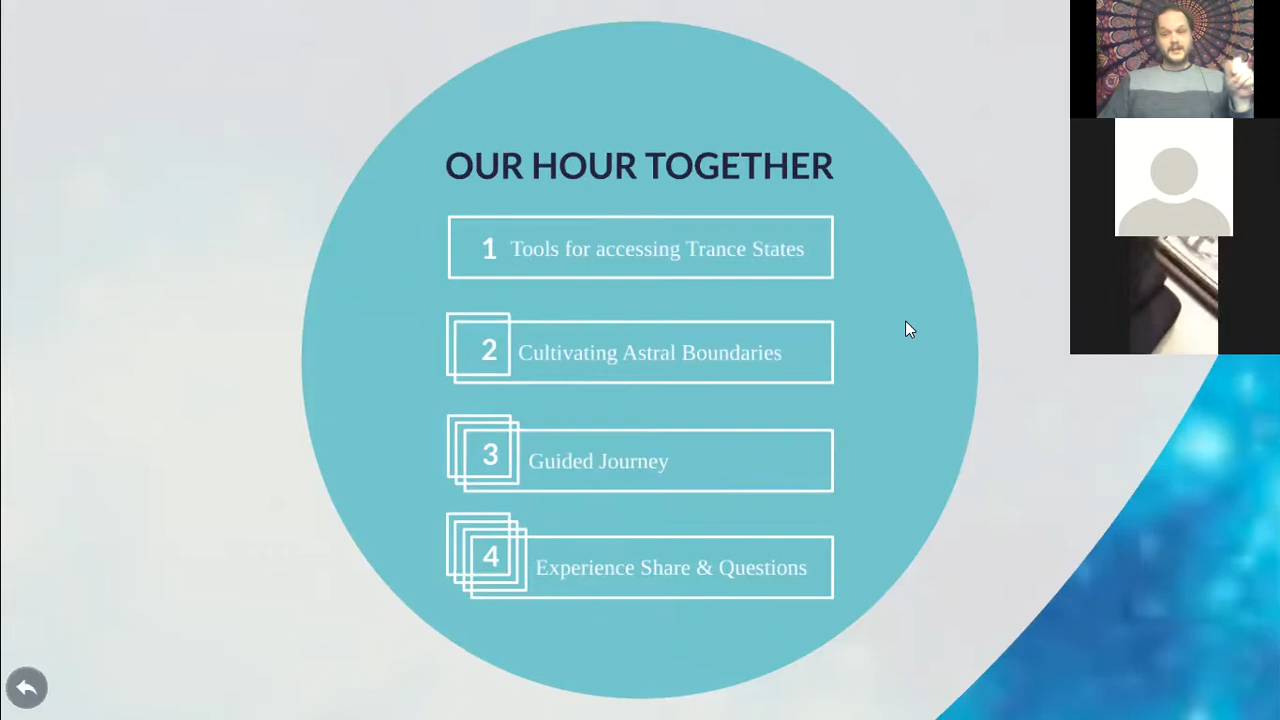 OUR HOUR TOGETHER
1 Tools for accessing Trance States
2 Cultivating Astral Boundaries
3 Guided Journey
4 Experience Share & Questions